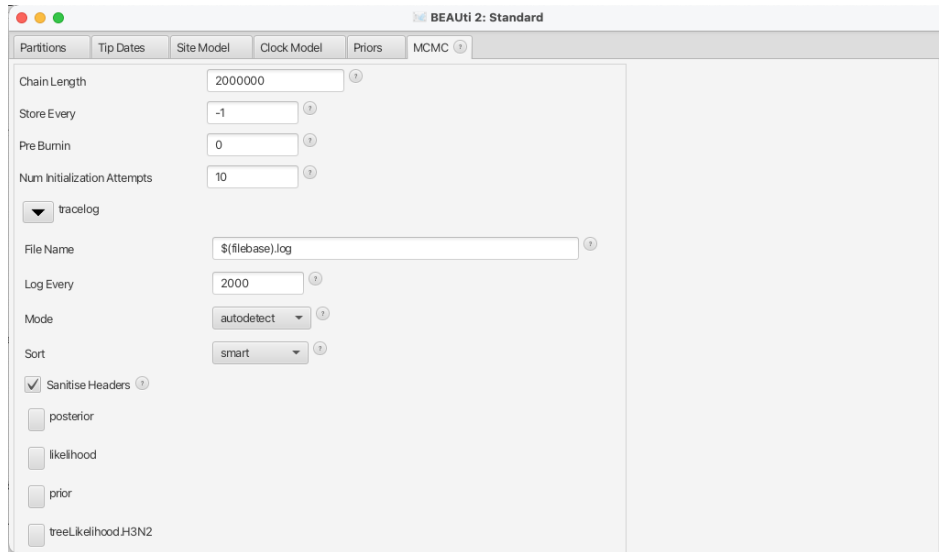 BEAUti 2: Standard
Partitions Tip Dates Site Model Clock Model Priors MCMC ?
Chain Length 2000000 ?
Store Every -1 ?
Pre Burnin 0 ?
Num Initialization Attempts 10 ?
tracelog
File Name $(filebase).log ?
Log Every 2000 ?
Mode autodetect ?
Sort smart ?
Sanitise Headers ?
posterior
likelihood
prior
treeLikelihood.H3N2